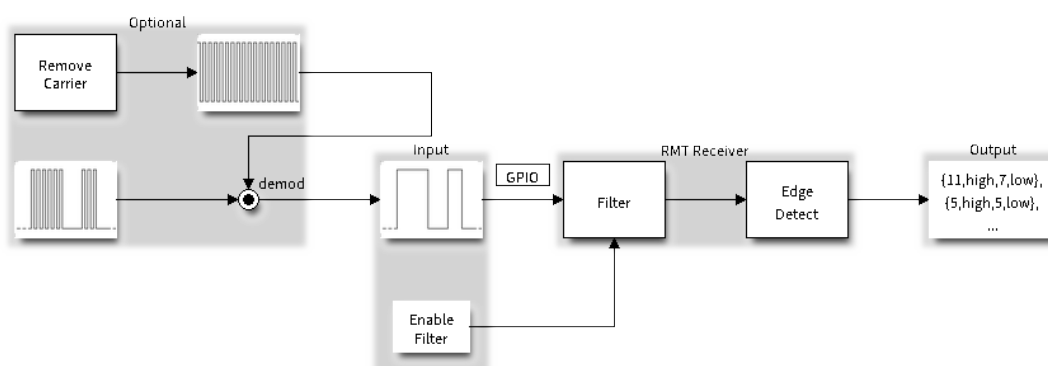 Optional
Remove
Carrier
demod
Input
GPIO
RMT Receiver
Filter
Edge
Detect
Output
{11,high,7,low},
{5,high,5,low},
...
Enable
Filter